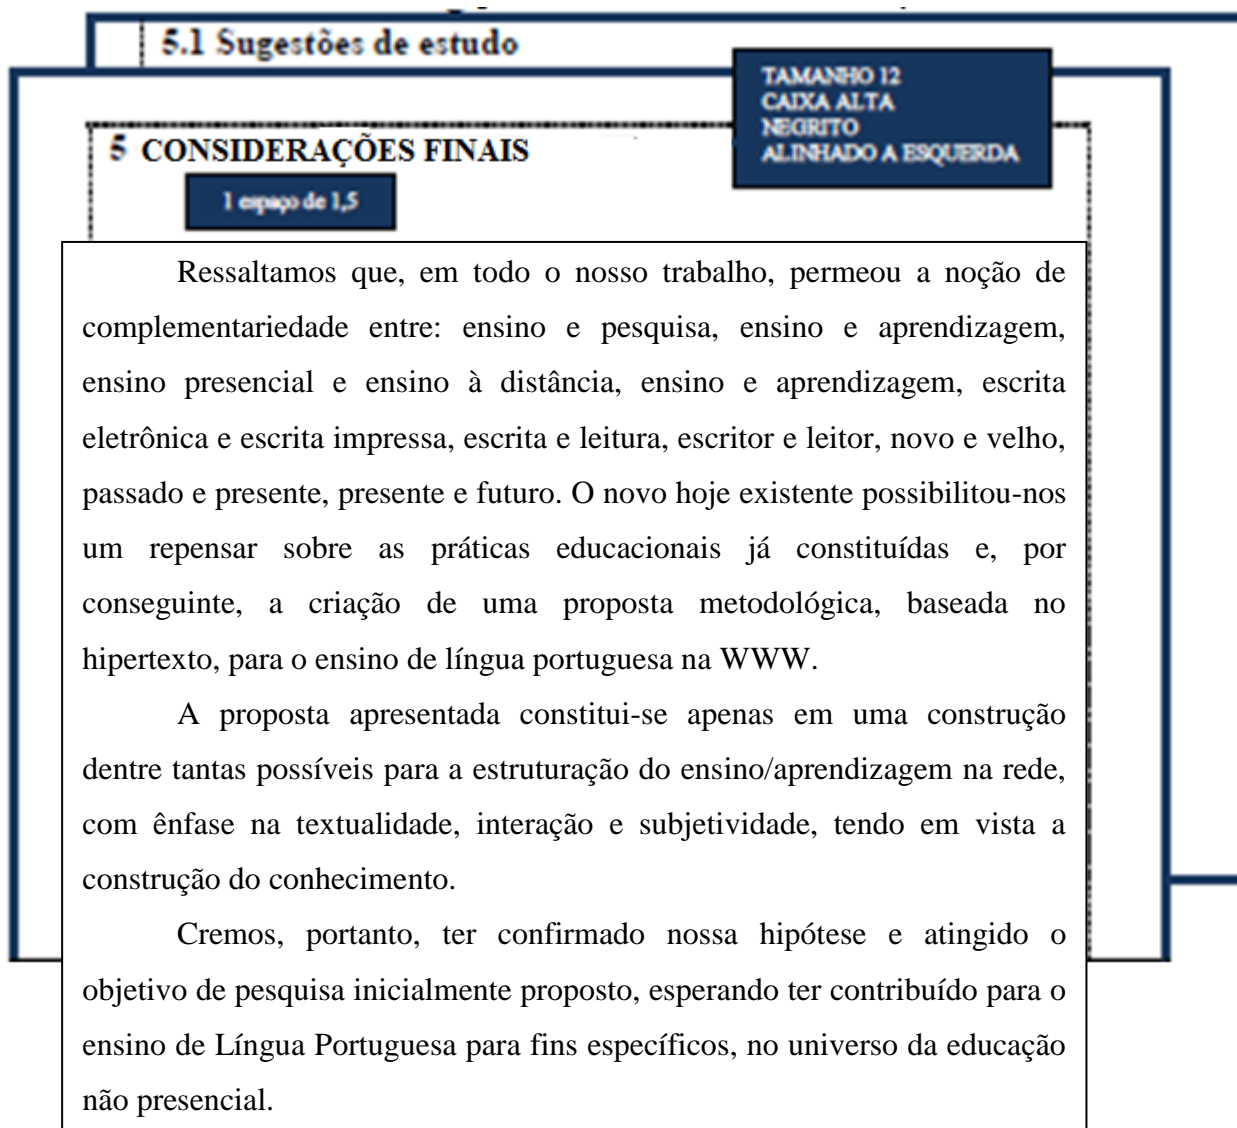 5.1 Sugestões de estudo
TAMANHO 12
CAIXA ALTA
NEGRITO
ALINHADO A ESQUERDA
5 CONSIDERAÇÕES FINAIS
1 espaço de 1,5
Ressaltamos que, em todo o nosso trabalho, permeou a noção de
complementariedade entre: ensino e pesquisa, ensino e aprendizagem,
ensino presencial e ensino à distância, ensino e aprendizagem, escrita
eletrônica e escrita impressa, escrita e leitura, escritor e leitor, novo e velho,
passado e presente, presente e futuro. O novo hoje existente possibilitou-nos
um repensar sobre as práticas educacionais já constituídas e, por
conseguinte, a criação de uma proposta metodológica, baseada no
hipertexto, para o ensino de língua portuguesa na WWW.
A proposta apresentada constitui-se apenas em uma construção
dentre tantas possíveis para a estruturação do ensino/aprendizagem na rede,
com ênfase na textualidade, interação e subjetividade, tendo em vista a
construção do conhecimento.
Cremos, portanto, ter confirmado nossa hipótese e atingido o
objetivo de pesquisa inicialmente proposto, esperando ter contribuído para o
ensino de Língua Portuguesa para fins específicos, no universo da educação
não presencial.